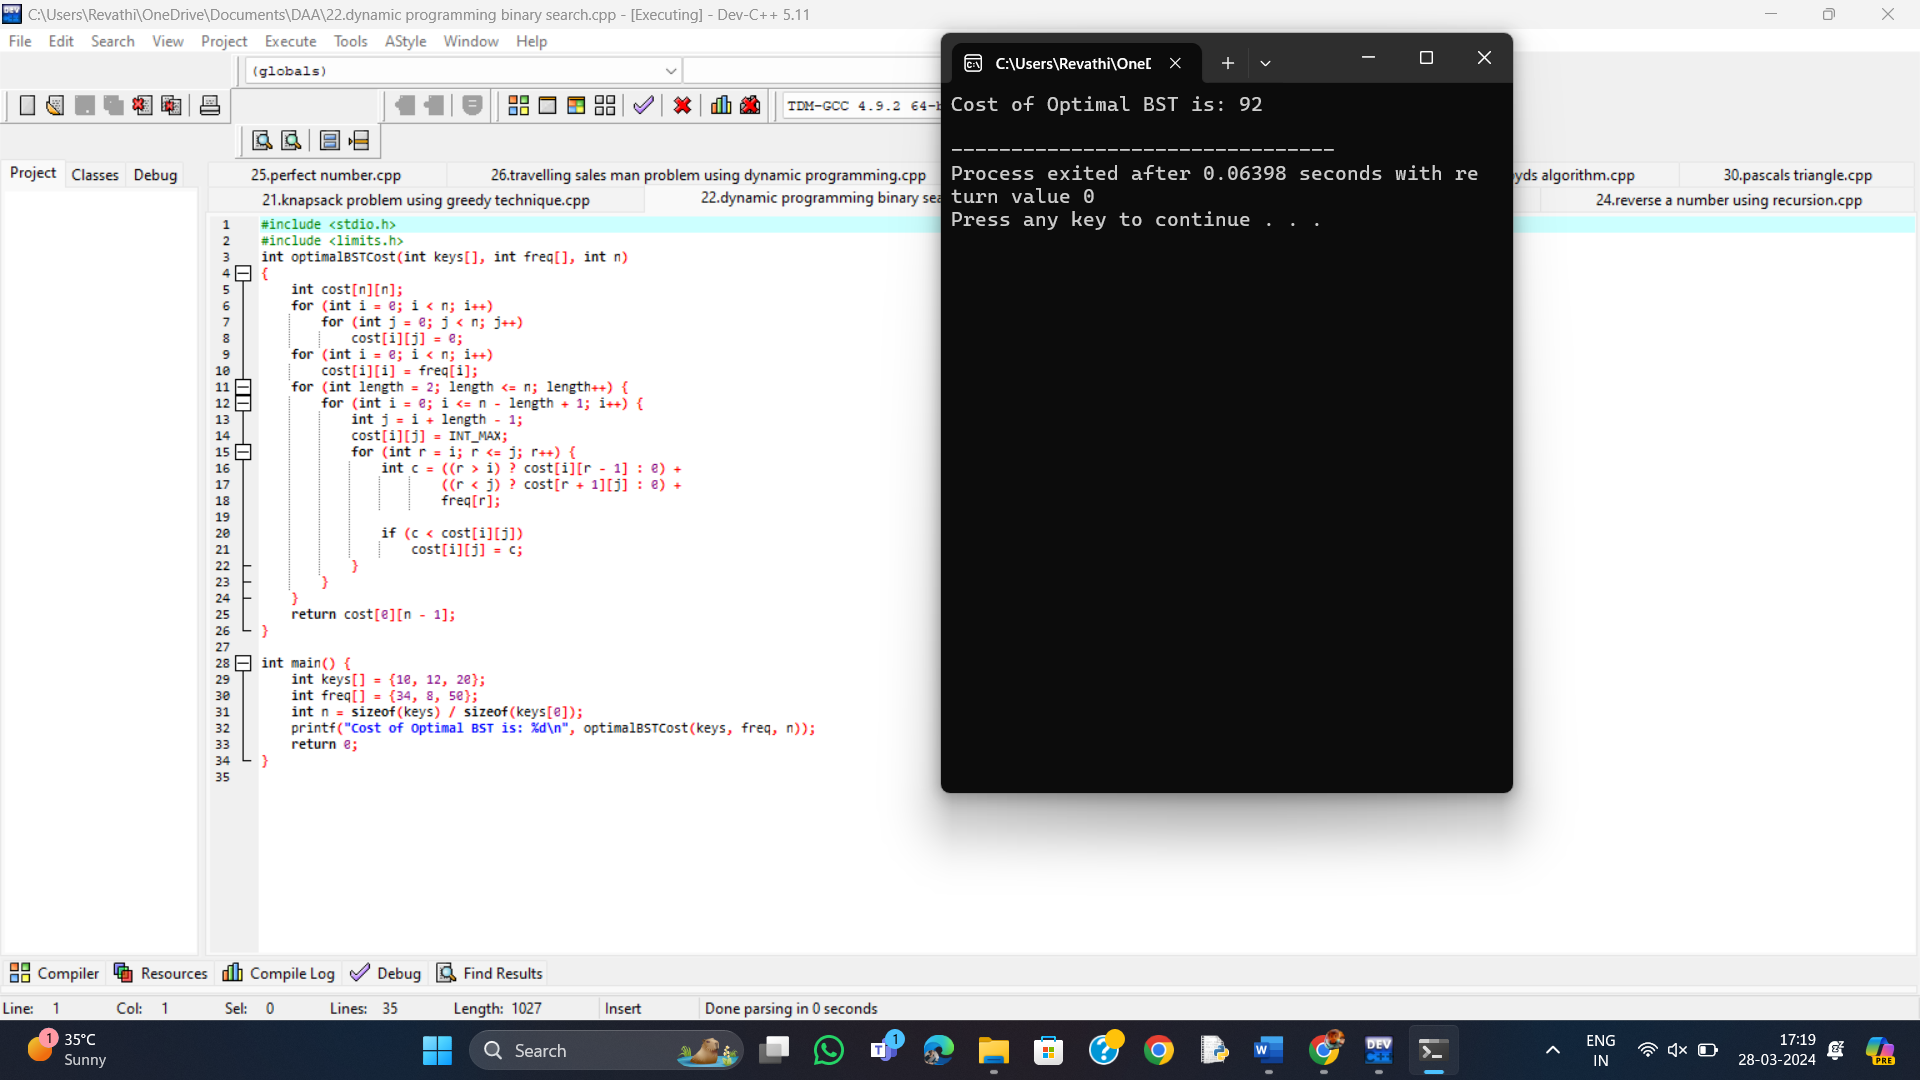 C:\Users\Revathi\OneDrive\Documents\DAA\22.dynamic programming binary search.cpp - [Executing] - Dev-C++ 5.11
File Edit Search View Project Execute Tools AStyle Window Help
(globals)
TDM-GCC 4.9.2 64-b
Project Classes Debug
25.perfect number.cpp 26.travelling sales man problem using dynamic programming.cpp yds algorithm.cpp 30.pascals triangle.cpp
21.knapsack problem using greedy technique.cpp 22.dynamic programming binary sea 24.reverse a number using recursion.cpp
1 #include <stdio.h>
2 #include <limits.h>
3 int optimalBSTCost(int keys[], int freq[], int n)
4 {
5 int cost[n][n];
6 for (int i = 0; i < n; i++)
7 for (int j = 0; j < n; j++)
8 cost[i][j] = 0;
9 for (int i = 0; i < n; i++)
10 cost[i][i] = freq[i];
11 for (int length = 2; length <= n; length++) {
12 for (int i = 0; i <= n - length + 1; i++) {
13 int j = i + length - 1;
14 cost[i][j] = INT_MAX;
15 for (int r = i; r <= j; r++) {
16 int c = ((r > i) ? cost[i][r - 1] : 0) +
17 ((r < j) ? cost[r + 1][j] : 0) +
18 freq[r];
19
20 if (c < cost[i][j])
21 cost[i][j] = c;
22 }
23 }
24 }
25 return cost[0][n - 1];
26 }
27
28 int main() {
29 int keys[] = {10, 12, 20};
30 int freq[] = {34, 8, 50};
31 int n = sizeof(keys) / sizeof(keys[0]);
32 printf("Cost of Optimal BST is: %d\n", optimalBSTCost(keys, freq, n));
33 return 0;
34 }
35
C:\Users\Revathi\OneD
Cost of Optimal BST is: 92
--------------------------------
Process exited after 0.06398 seconds with re
turn value 0
Press any key to continue . . .
Compiler Resources Compile Log Debug Find Results
Line: 1 Col: 1 Sel: 0 Lines: 35 Length: 1027 Insert Done parsing in 0 seconds
1 35°C
Sunny
Search
1
ENG
IN
17:19
28-03-2024
PRE